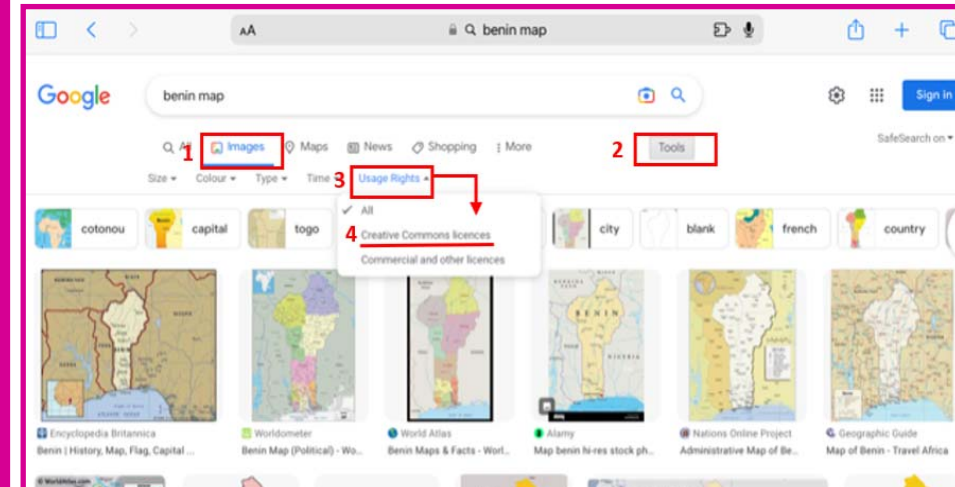 AA
benin map
Google
benin map
Sign in
1
All
Images
Maps
News
Shopping
More
2
Tools
SafeSearch on
Size
Colour
Type
Time
3
Usage Rights
All
4
Creative Commons licences
Commercial and other licences
cotonou
capital
togo
city
blank
french
country
BENIN
Encyclopedia Britannica
Worldometer
World Atlas
Alamy
Nations Online Project
Geographic Guide
Benin | History, Map, Flag, Capital ...
Benin Map (Political) - Wo...
Benin Maps & Facts - Worl...
Map benin hi-res stock ph...
Administrative Map of Be...
Map of Benin - Travel Africa
© WorldAtlas.com